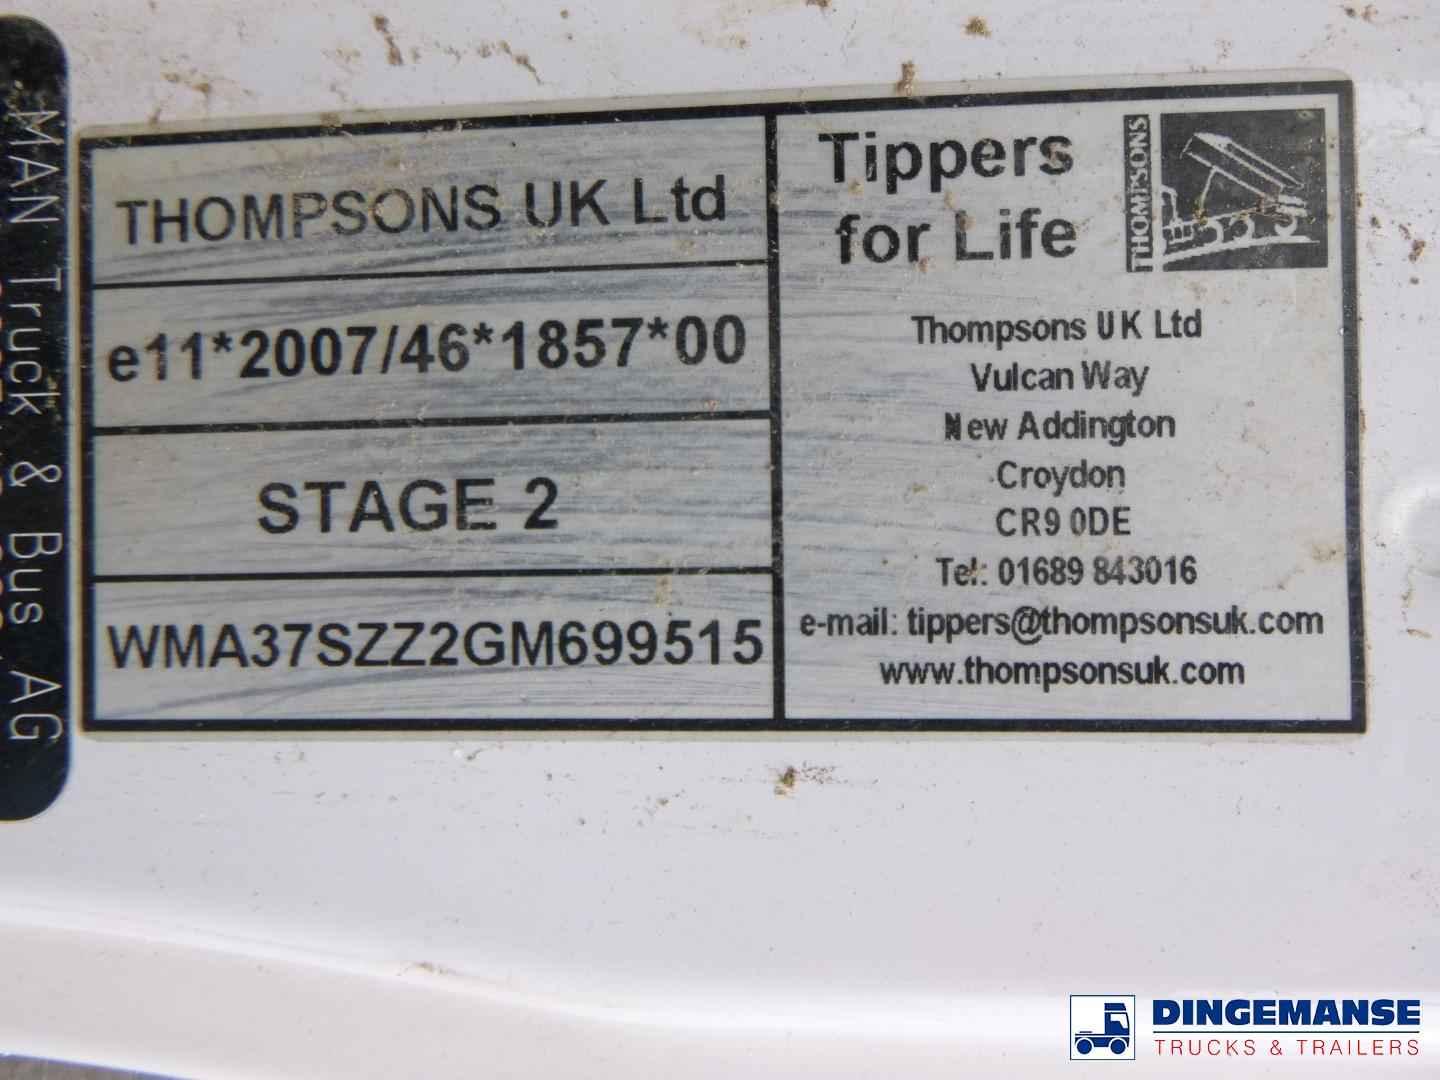 MAN Truck & Bus AG
THOMPSONS UK Ltd
e11*2007/46*1857*00
STAGE 2
WMA37SZZ2GM699515
Tippers
for Life
THOMPSONS
Thompsons UK Ltd
Vulcan Way
New Addington
Croydon
CR9 0DE
Tel: 01689 843016
e-mail: tippers@thompsonsuk.com
www.thompsonsuk.com
DINGEMANSE
TRUCKS & TRAILERS